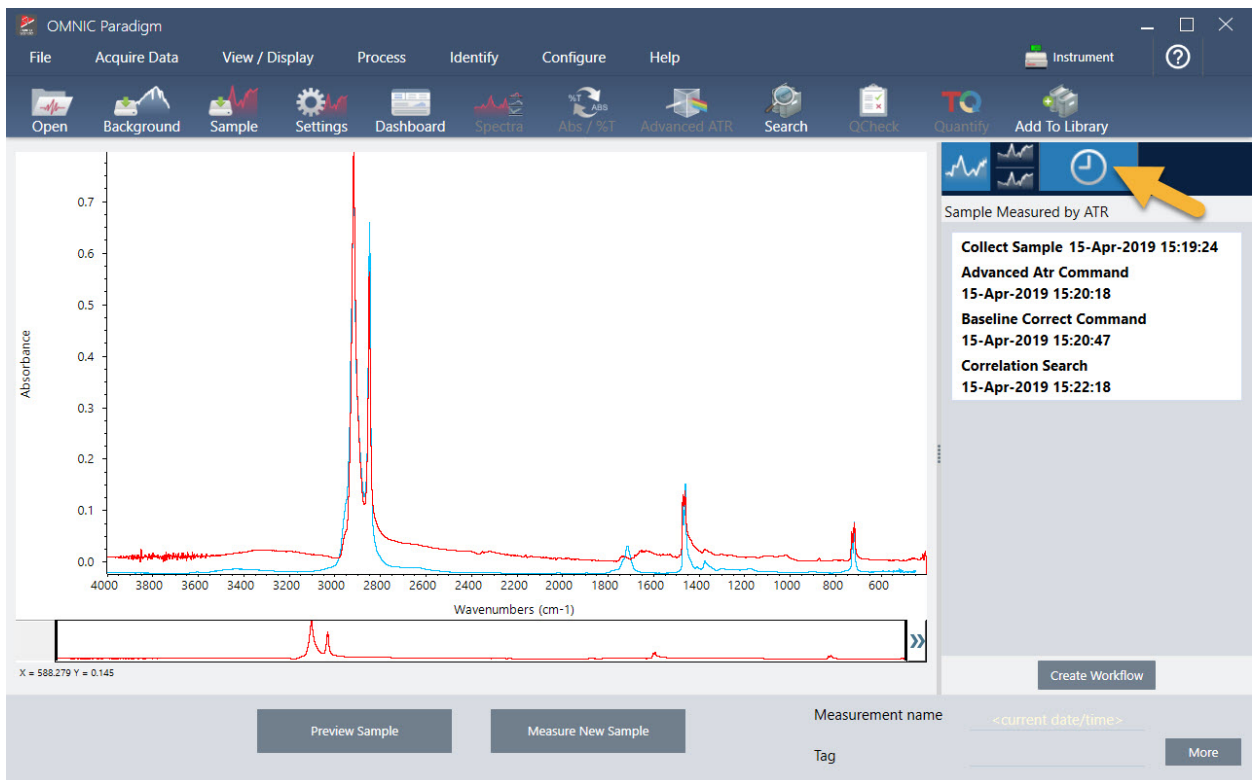 OMNIC Paradigm
File Acquire Data View / Display Process Identify Configure Help Instrument ?
%T ABS TQ
Open Background Sample Settings Dashboard Spectra Abs / %T Advanced ATR Search QCheck Quantify Add To Library
Sample Measured by ATR
Collect Sample 15-Apr-2019 15:19:24
Advanced Atr Command
15-Apr-2019 15:20:18
Baseline Correct Command
15-Apr-2019 15:20:47
Correlation Search
15-Apr-2019 15:22:18
Absorbance
0.7
0.6
0.5
0.4
0.3
0.2
0.1
0.0
4000 3800 3600 3400 3200 3000 2800 2600 2400 2200 2000 1800 1600 1400 1200 1000 800 600
Wavenumbers (cm-1)
»
X = 588.279 Y = 0.145
Create Workflow
Preview Sample Measure New Sample
Measurement name <current date/time>
Tag
More